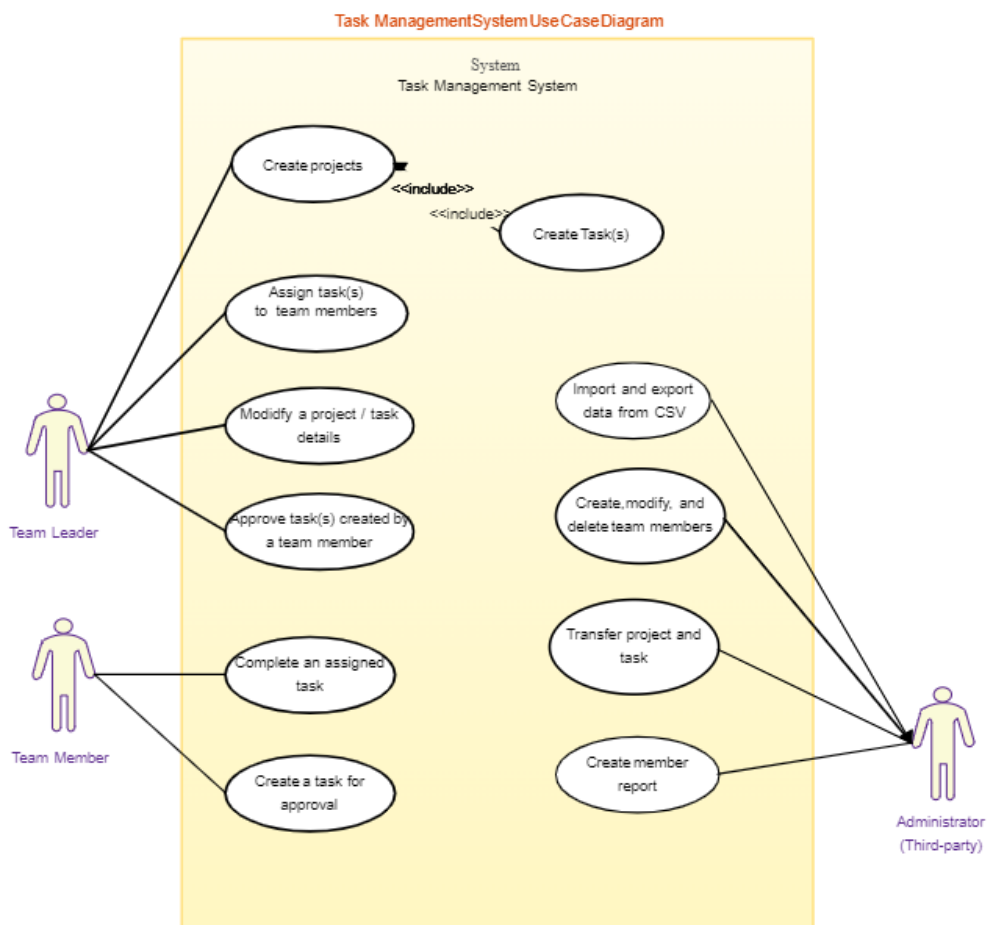 Task ManagementSystemUseCaseDiagram
System
Task Management System
Create projects
<<include>>
<<include>>
Create Task(s)
Assign task(s)
to team members
Modidfy a project / task
details
Approve task(s) created by
a team member
Team Leader
Complete an assigned
task
Create a task for
approval
Team Member
Import and export
data from CSV
Create,modify, and
delete team members
Transfer project and
task
Create member
report
Administrator
(Third-party)